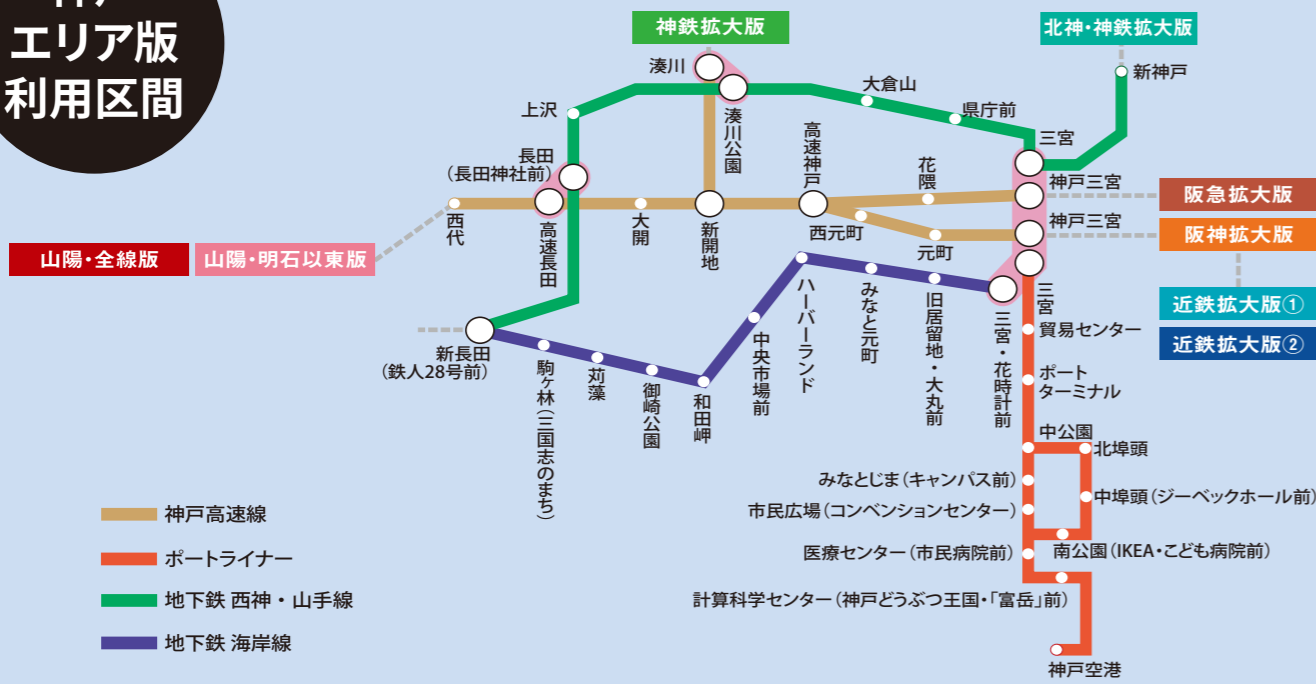 エリア版
利用区間
神鉄拡大版
北神・神鉄拡大版
湊川
新神戸
大倉山
上沢
県庁前
湊川公園
高速神戸
三宮
長田
(長田神社前)
花隈
神戸三宮
阪急拡大版
西代
高速長田
大開
新開地
西元町
元町
神戸三宮
阪神拡大版
山陽・全線版
山陽・明石以東版
三宮
近鉄拡大版①
近鉄拡大版②
新長田
(鉄人28号前)
駒ヶ林(三国志のまち)
苅藻
御崎公園
和田岬
中央市場前
ハーバーランド
みなと元町
旧居留地・大丸前
三宮・花時計前
貿易センター
ポート
ターミナル
中公園
北埠頭
みなとじま(キャンパス前)
中埠頭(ジーベックホール前)
市民広場(コンベンションセンター)
医療センター(市民病院前)
南公園(IKEA・こども病院前)
計算科学センター(神戸どうぶつ王国・「富岳」前)
神戸空港
神戸高速線
ポートライナー
地下鉄 西神・山手線
地下鉄 海岸線